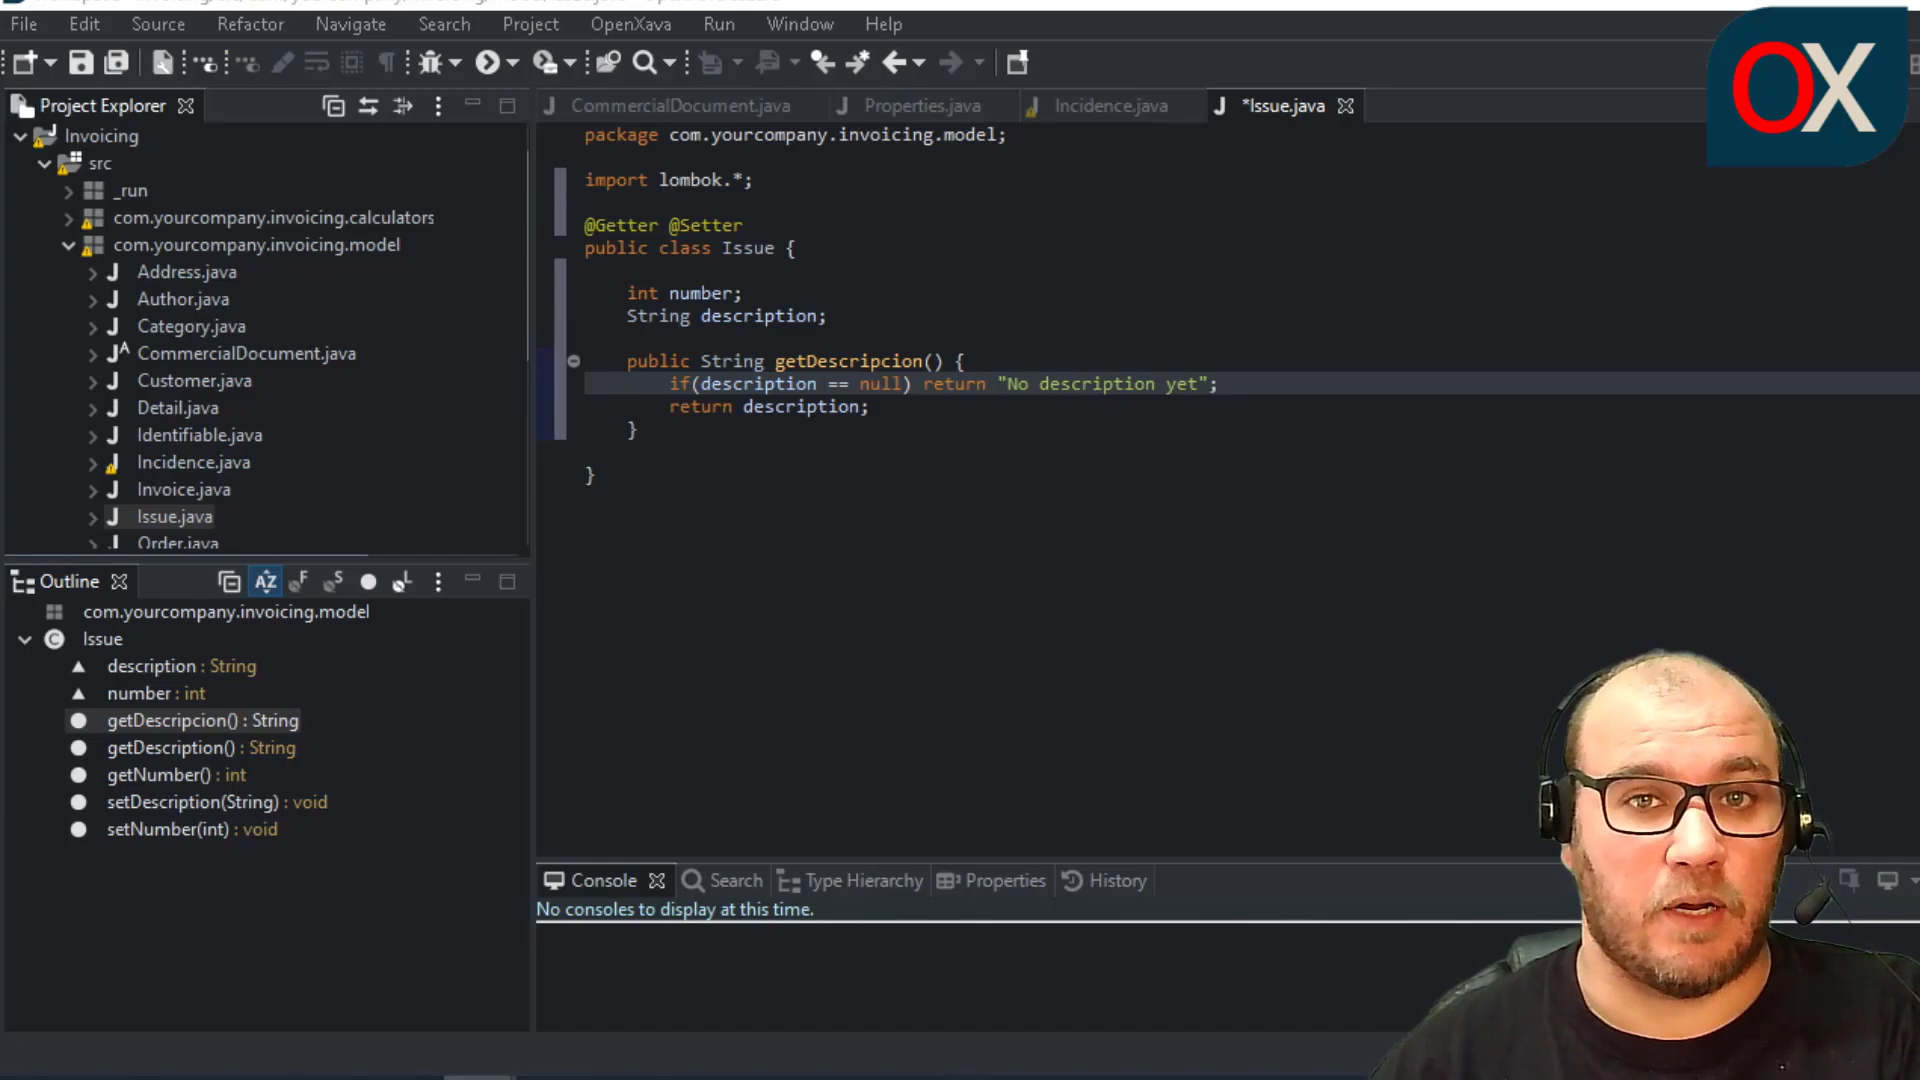 File Edit Source Refactor Navigate Search Project OpenXava Run Window Help
OX
Project Explorer
Invoicing
src
_run
com.yourcompany.invoicing.calculators
com.yourcompany.invoicing.model
Address.java
Author.java
Category.java
CommercialDocument.java
Customer.java
Detail.java
Identifiable.java
Incidence.java
Invoice.java
Issue.java
Order.java
Outline
com.yourcompany.invoicing.model
Issue
description : String
number : int
getDescripcion() : String
getDescription() : String
getNumber() : int
setDescription(String) : void
setNumber(int) : void
CommercialDocument.java Properties.java Incidence.java *Issue.java
package com.yourcompany.invoicing.model;
import lombok.*;
@Getter @Setter
public class Issue {
int number;
String description;
public String getDescripcion() {
if(description == null) return "No description yet";
return description;
}
}
Console Search Type Hierarchy Properties History
No consoles to display at this time.